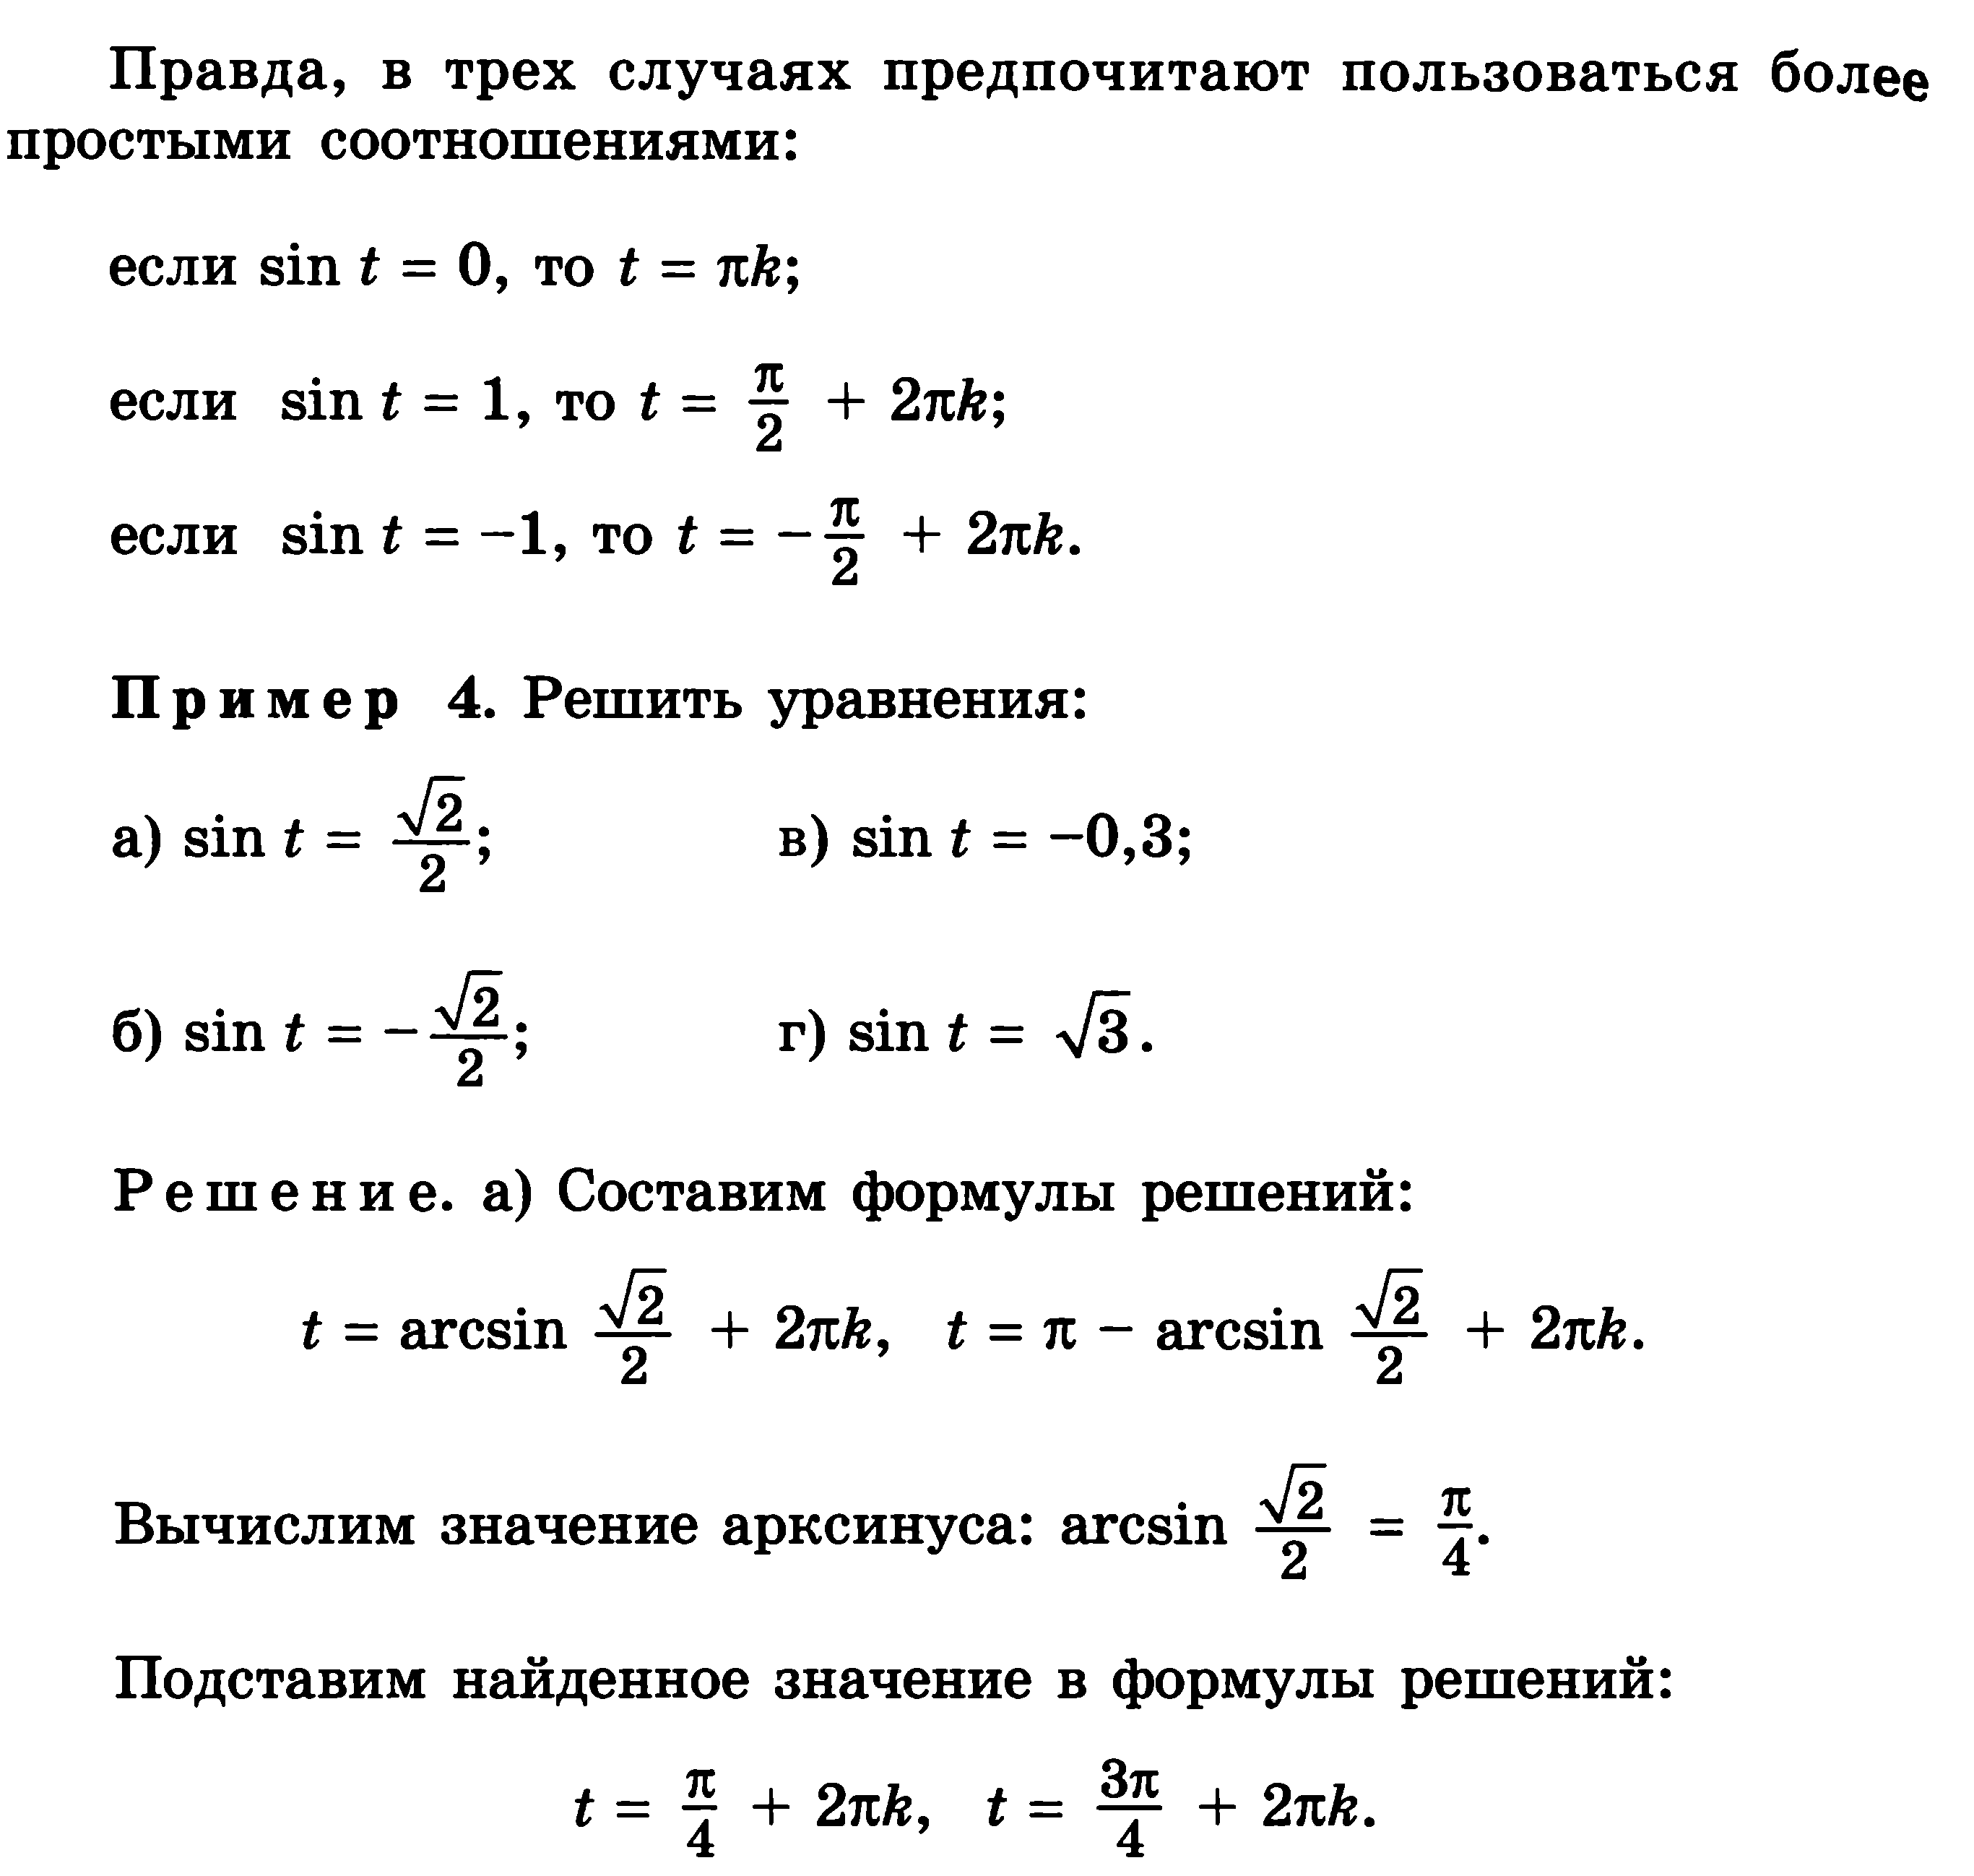 Правда, в трех случаях предпочитают пользоваться более
простыми соотношениями:
если sin t = 0, то t = πk;
если sin t = 1, то t = π/2 + 2πk;
если sin t = −1, то t = −π/2 + 2πk.
Пример 4. Решить уравнения:
а) sin t = √2/2; в) sin t = −0,3;
б) sin t = −√2/2; г) sin t = √3.
Решение. а) Составим формулы решений:
t = arcsin √2/2 + 2πk, t = π − arcsin √2/2 + 2πk.
Вычислим значение арксинуса: arcsin √2/2 = π/4.
Подставим найденное значение в формулы решений:
t = π/4 + 2πk, t = 3π/4 + 2πk.